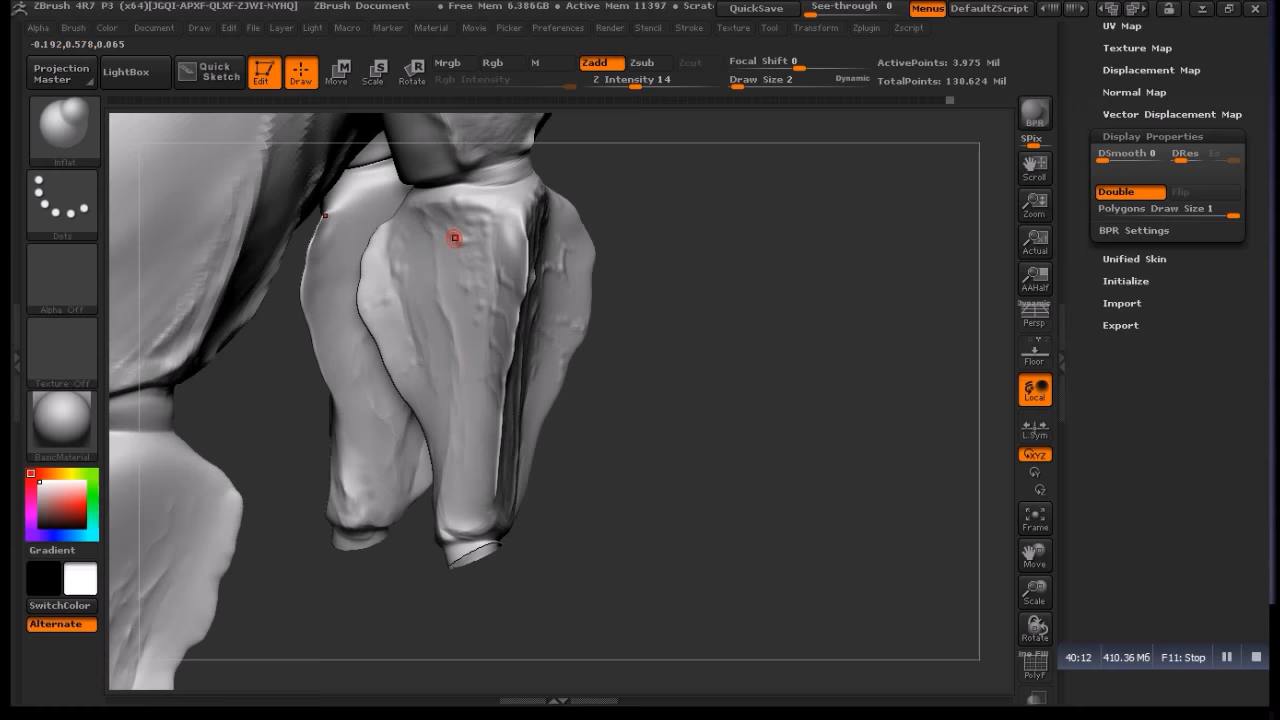 ZBrush 4R7 P3 (x64)[JGQI-APXF-QLXF-ZJWI-NYHQ] ZBrush Document • Free Mem 6.386GB • Active Mem 11397 • Scrat QuickSave See-through 0 Menus DefaultZScript
Alpha Brush Color Document Draw Edit File Layer Light Macro Marker Material Movie Picker Preferences Render Stencil Stroke Texture Tool Transform Zplugin Zscript
-0.192,0.578,0.065
Projection Master
LightBox
Quick Sketch
Edit
Draw
Move
Scale
Rotate
Mrgb Rgb M
Rgb Intensity
Zadd Zsub Zcut
Z Intensity 14
Focal Shift 0
Draw Size 2 Dynamic
ActivePoints: 3.975 Mil
TotalPoints: 130.624 Mil
Inflat
Dots
Alpha Off
Texture Off
BasicMaterial
Gradient
SwitchColor
Alternate
BPR
SPix
Scroll
Zoom
Actual
AAHalf
Dynamic
Persp
Floor
Local
L.Sym
XYZ
Y
Z
Frame
Move
Scale
Rotate
PolyF
UV Map
Texture Map
Displacement Map
Normal Map
Vector Displacement Map
Display Properties
DSmooth 0 DRes Es
Double Flip
Polygons Draw Size 1
BPR Settings
Unified Skin
Initialize
Import
Export
40:12 410.36 Мб F11: Stop